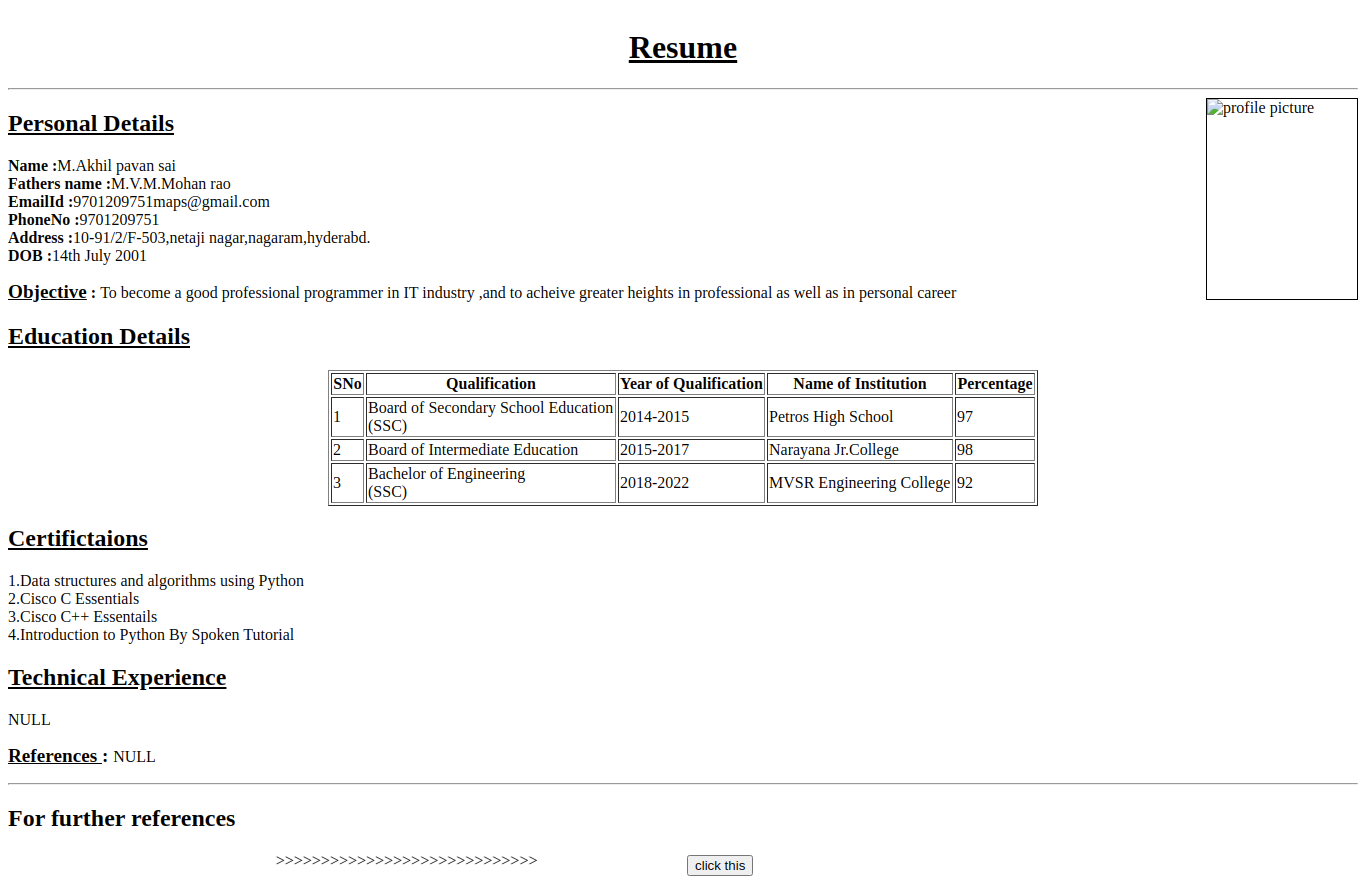 Resume
profile picture
Personal Details
Name :M.Akhil pavan sai
Fathers name :M.V.M.Mohan rao
EmailId :9701209751maps@gmail.com
PhoneNo :9701209751
Address :10-91/2/F-503,netaji nagar,nagaram,hyderabd.
DOB :14th July 2001
Objective : To become a good professional programmer in IT industry ,and to acheive greater heights in professional as well as in personal career
Education Details
SNo Qualification Year of Qualification Name of Institution Percentage
1 Board of Secondary School Education (SSC) 2014-2015 Petros High School 97
2 Board of Intermediate Education 2015-2017 Narayana Jr.College 98
3 Bachelor of Engineering (SSC) 2018-2022 MVSR Engineering College 92
Certifictaions
1.Data structures and algorithms using Python
2.Cisco C Essentials
3.Cisco C++ Essentails
4.Introduction to Python By Spoken Tutorial
Technical Experience
NULL
References : NULL
For further references
>>>>>>>>>>>>>>>>>>>>>>>>>>>>> click this